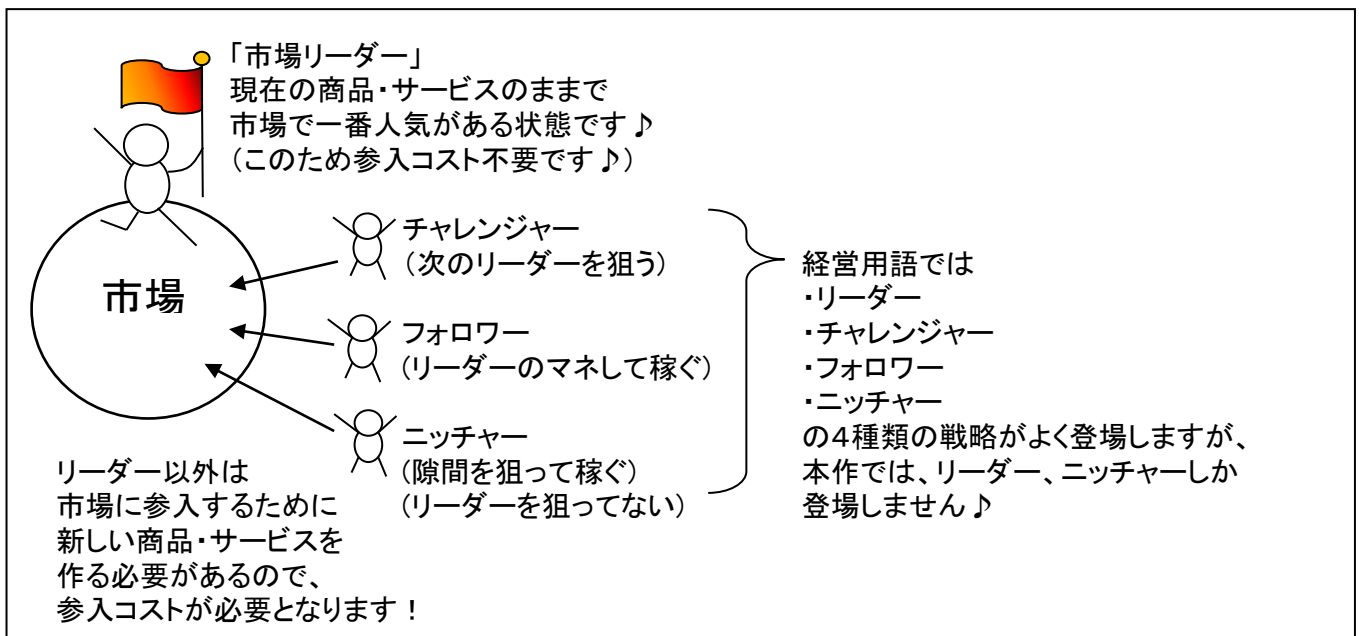 「市場リーダー」
現在の商品・サービスのままで
市場で一番人気がある状態です♪
(このため参入コスト不要です♪)
市場
チャレンジャー
(次のリーダーを狙う)
フォロワー
(リーダーのマネして稼ぐ)
ニッチャー
(隙間を狙って稼ぐ)
(リーダーを狙ってない)
リーダー以外は
市場に参入するために
新しい商品・サービスを
作る必要があるので、
参入コストが必要となります!
経営用語では
・リーダー
・チャレンジャー
・フォロワー
・ニッチャー
の4種類の戦略がよく登場しますが、
本作では、リーダー、ニッチャーしか
登場しません♪